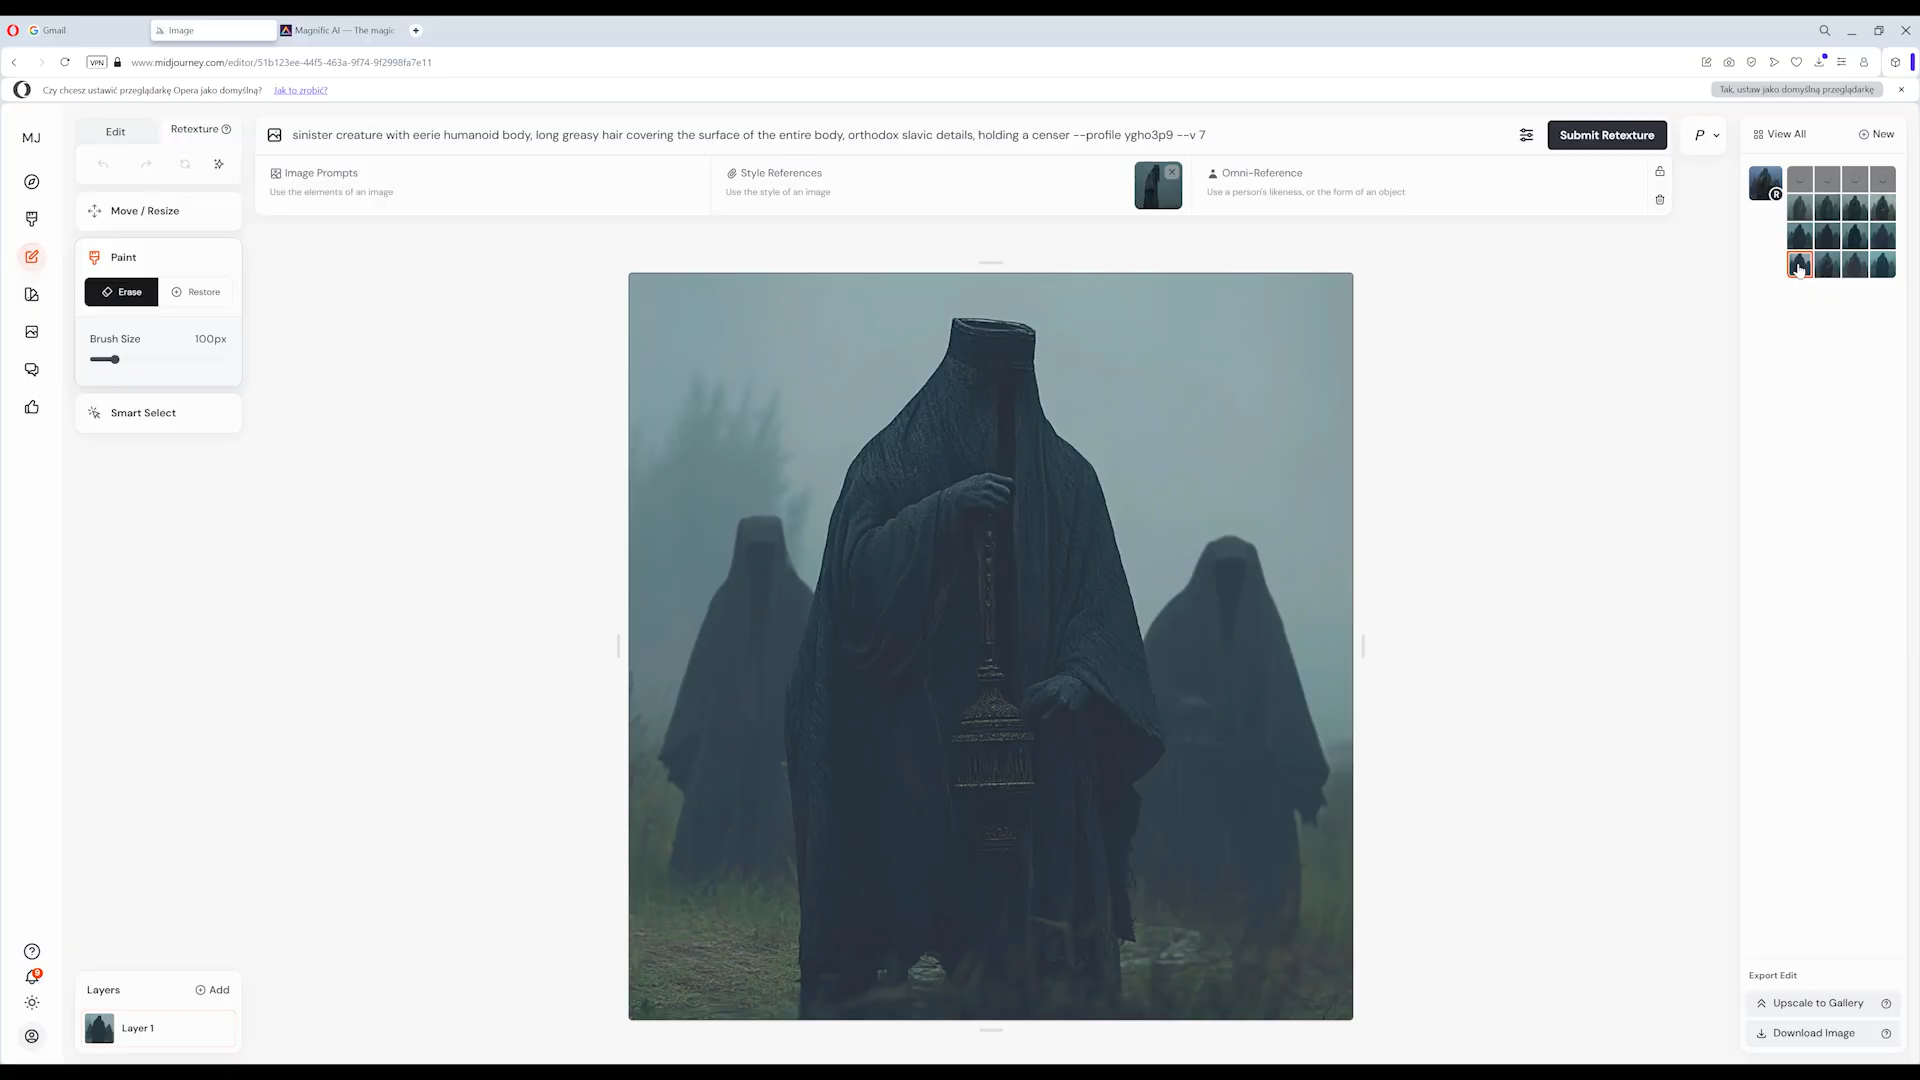 Gmail
Image
Magnific AI — The magic
VPN
www.midjourney.com/editor/51b123ee-44f5-463a-9f74-9f2998fa7e11
Czy chcesz ustawić przeglądarkę Opera jako domyślną?
Jak to zrobić?
Tak, ustaw jako domyślną przeglądarkę
MJ
Edit
Retexture
sinister creature with eerie humanoid body, long greasy hair covering the surface of the entire body, orthodox slavic details, holding a censer --profile ygho3p9 --v 7
Submit Retexture
P
View All
New
Image Prompts
Use the elements of an image
Style References
Use the style of an image
Omni-Reference
Use a person's likeness, or the form of an object
R
Move / Resize
Paint
Erase
Restore
Brush Size
100px
Smart Select
9
Layers
Add
Layer 1
Export Edit
Upscale to Gallery
Download Image